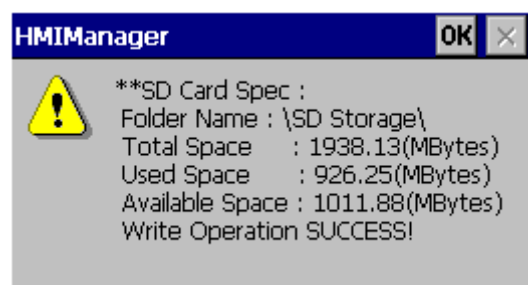 HMIManager OK
**SD Card Spec :
Folder Name : \SD Storage\
Total Space : 1938.13(MBytes)
Used Space : 926.25(MBytes)
Available Space : 1011.88(MBytes)
Write Operation SUCCESS!